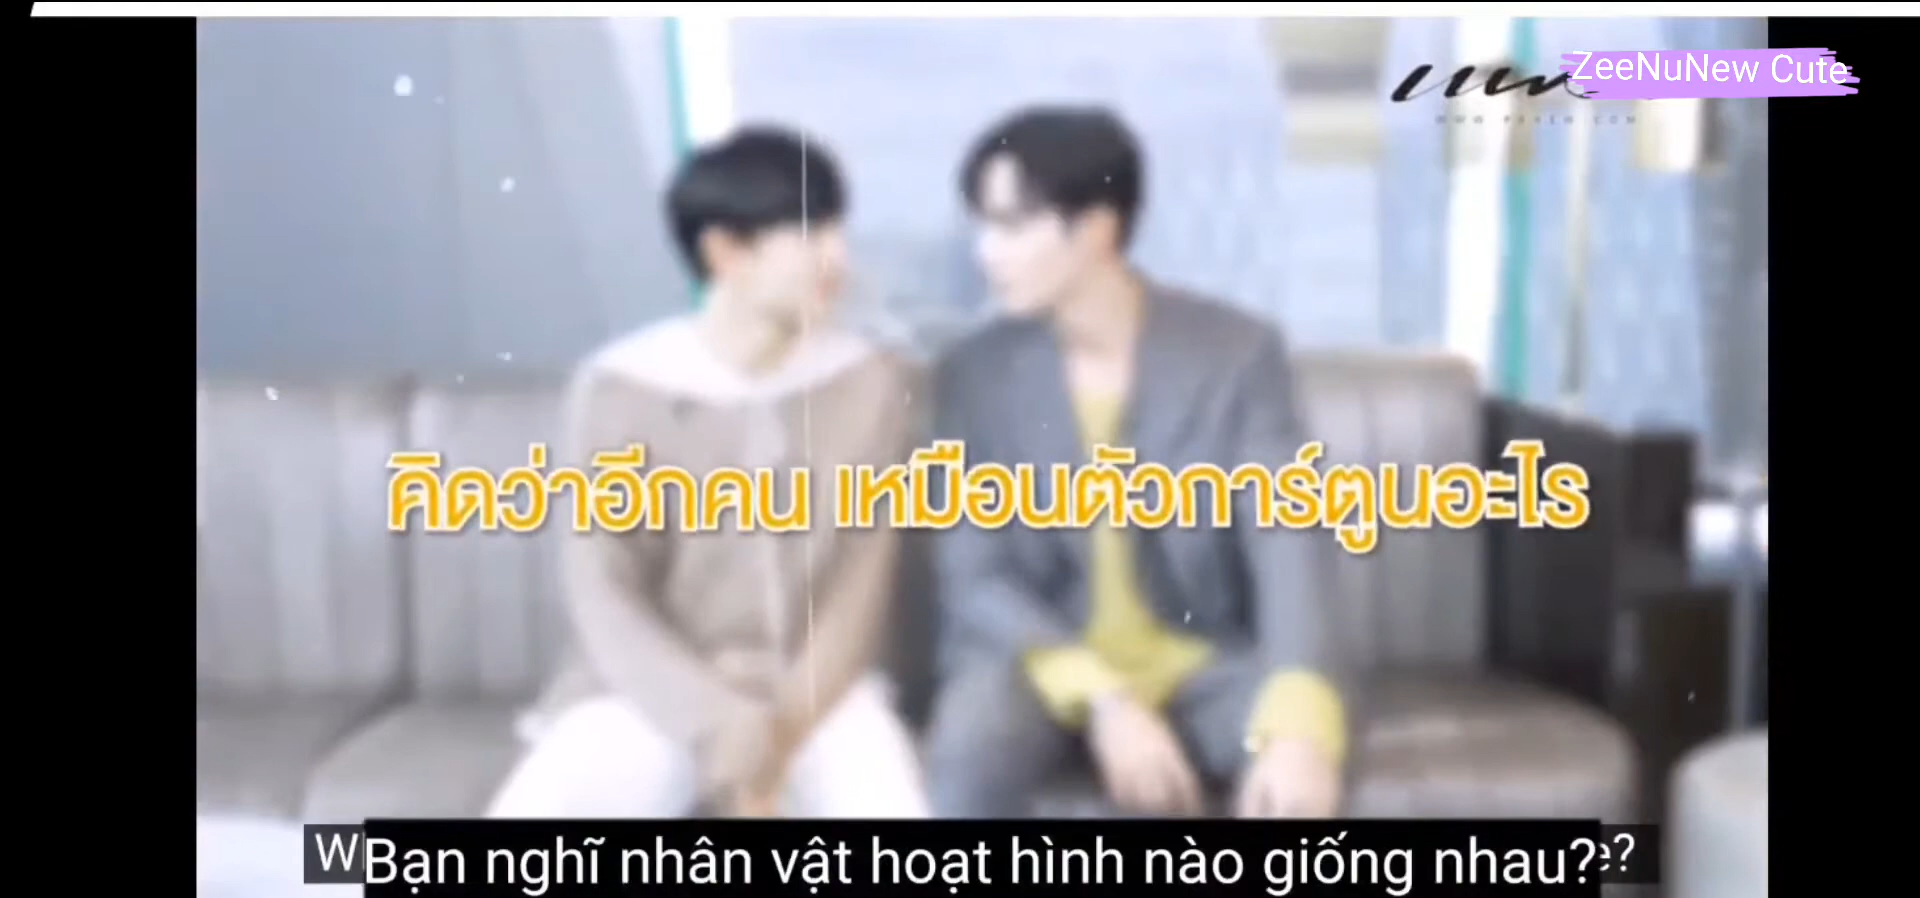 ZeeNuNew Cute
คิดว่าอีกคน เหมือนตัวการ์ตูนอะไร
Bạn nghĩ nhân vật hoạt hình nào giống nhau?